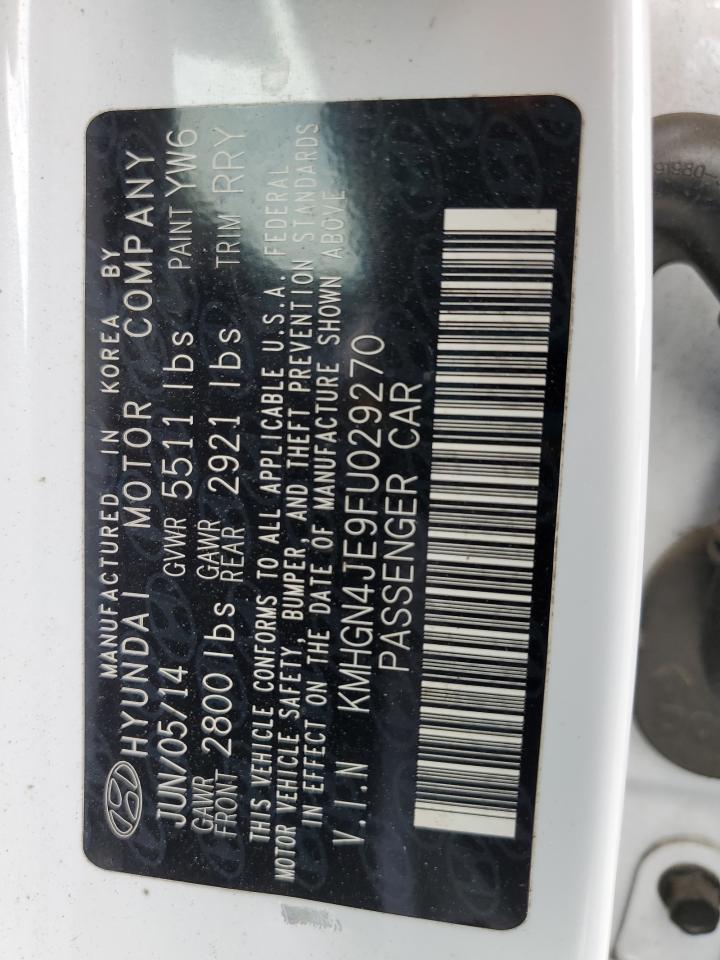 MANUFACTURED IN KOREA BY
HYUNDAI MOTOR COMPANY
JUN/05/14 GVWR 5511 lbs PAINT YW6
GAWR FRONT 2800 lbs GAWR REAR 2921 lbs TRIM RRY
THIS VEHICLE CONFORMS TO ALL APPLICABLE U.S.A. FEDERAL
MOTOR VEHICLE SAFETY, BUMPER, AND THEFT PREVENTION STANDARDS
IN EFFECT ON THE DATE OF MANUFACTURE SHOWN ABOVE
V.I.N KMHGN4JE9FU029270
PASSENGER CAR